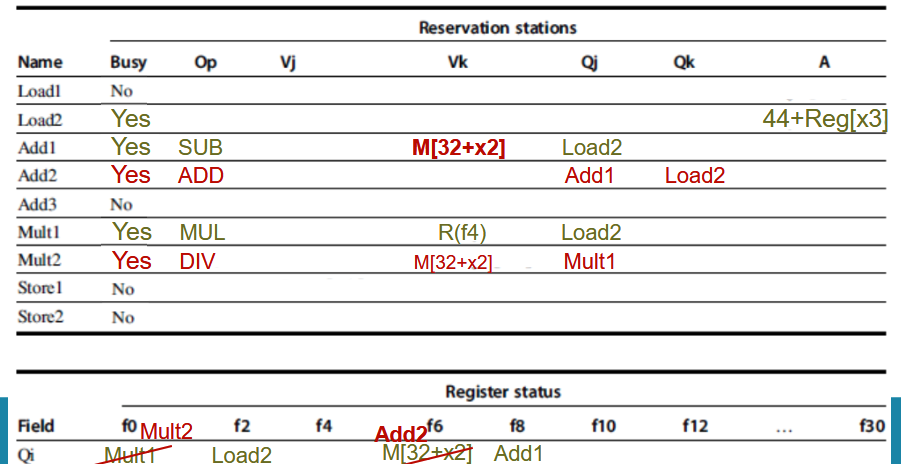 Reservation stations
Name Busy Op Vj Vk Qj Qk A
Load1 No
Load2 Yes 44+Reg[x3]
Add1 Yes SUB M[32+x2] Load2
Add2 Yes ADD Add1 Load2
Add3 No
Mult1 Yes MUL R(f4) Load2
Mult2 Yes DIV M[32+x2] Mult1
Store1 No
Store2 No
Register status
Field f0 Mult2 f2 f4 Add2 f6 f8 f10 f12 ... f30
Qi Mult1 Load2 M[32+x2] Add1